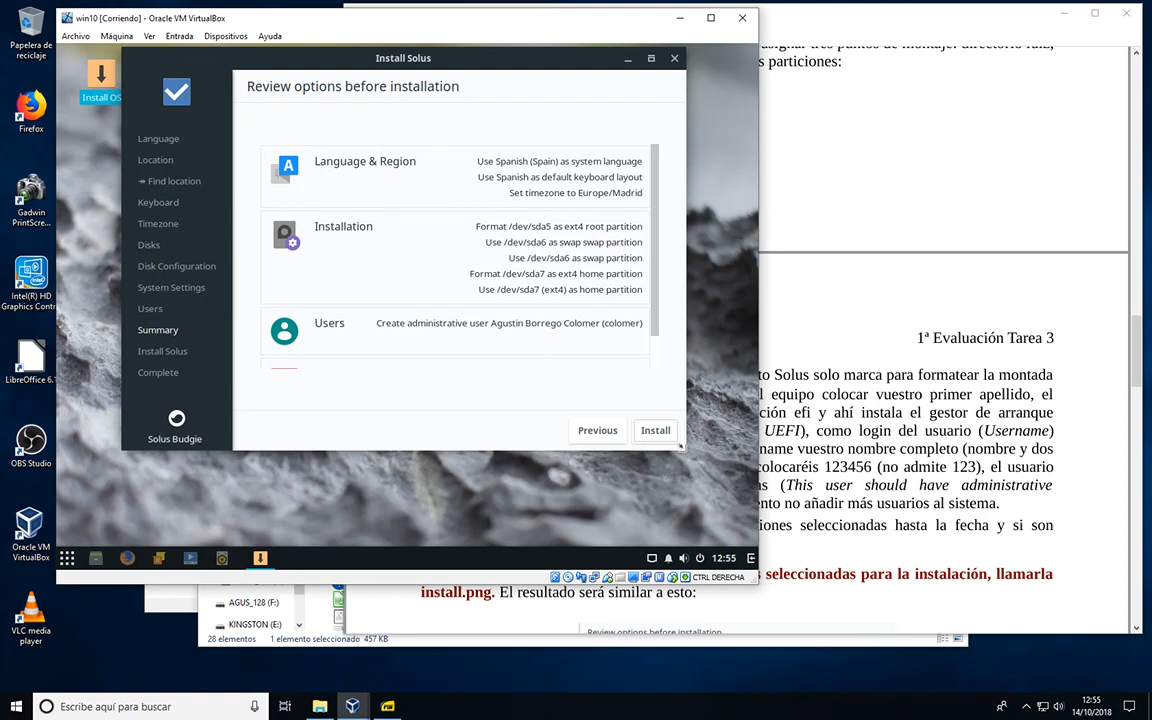 Papelera de
reciclaje
Firefox
Gadwin
PrintScre...
Intel(R) HD
Graphics Contr
LibreOffice 6.1
OBS Studio
Oracle VM
VirtualBox
VLC media
player
win10 [Corriendo] - Oracle VM VirtualBox
Archivo Máquina Ver Entrada Dispositivos Ayuda
Install OS
Install Solus
Language
Location
Find location
Keyboard
Timezone
Disks
Disk Configuration
System Settings
Users
Summary
Install Solus
Complete
Solus Budgie
Review options before installation
Language & Region
Use Spanish (Spain) as system language
Use Spanish as default keyboard layout
Set timezone to Europe/Madrid
Installation
Format /dev/sda5 as ext4 root partition
Use /dev/sda6 as swap swap partition
Use /dev/sda6 as swap partition
Format /dev/sda7 as ext4 home partition
Use /dev/sda7 (ext4) as home partition
Users
Create administrative user Agustin Borrego Colomer (colomer)
Previous
Install
12:55
CTRL DERECHA
s particiones:
1ª Evaluación Tarea 3
to Solus solo marca para formatear la montada
l equipo colocar vuestro primer apellido, el
ción efi y ahí instala el gestor de arranque
UEFI), como login del usuario (Username)
name vuestro nombre completo (nombre y dos
colocaréis 123456 (no admite 123), el usuario
s (This user should have administrative
ento no añadir más usuarios al sistema.
iones seleccionadas hasta la fecha y si son
s seleccionadas para la instalación, llamarla
install.png. El resultado será similar a esto:
Review options before installation
AGUS_128 (F:)
KINGSTON (E:)
28 elementos 1 elemento seleccionado 457 KB
Escribe aquí para buscar
12:55
14/10/2018